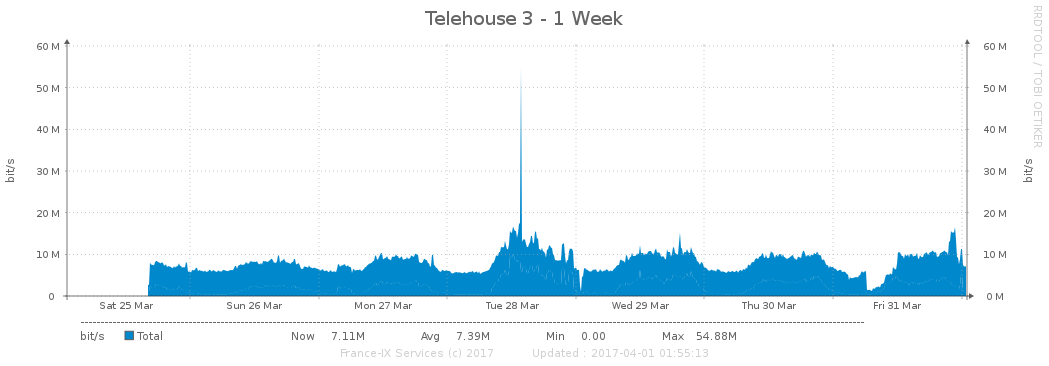 Telehouse 3 - 1 Week
RRDTOOL / TOBI OETIKER
bit/s
60 M
50 M
40 M
30 M
20 M
10 M
0
60 M
50 M
40 M
30 M
20 M
10 M
0 M
bit/s
Sat 25 Mar Sun 26 Mar Mon 27 Mar Tue 28 Mar Wed 29 Mar Thu 30 Mar Fri 31 Mar
bit/s Total Now 7.11M Avg 7.39M Min 0.00 Max 54.88M
France-IX Services (c) 2017 Updated : 2017-04-01 01:55:13